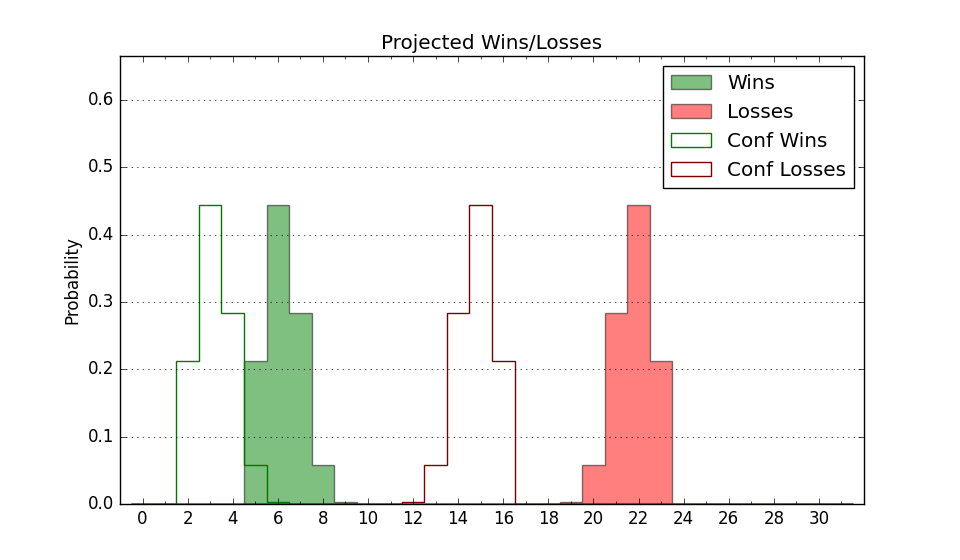 Projected Wins/Losses
Wins
Losses
Conf Wins
Conf Losses
Probability
0.6
0.5
0.4
0.3
0.2
0.1
0.0
0 2 4 6 8 10 12 14 16 18 20 22 24 26 28 30